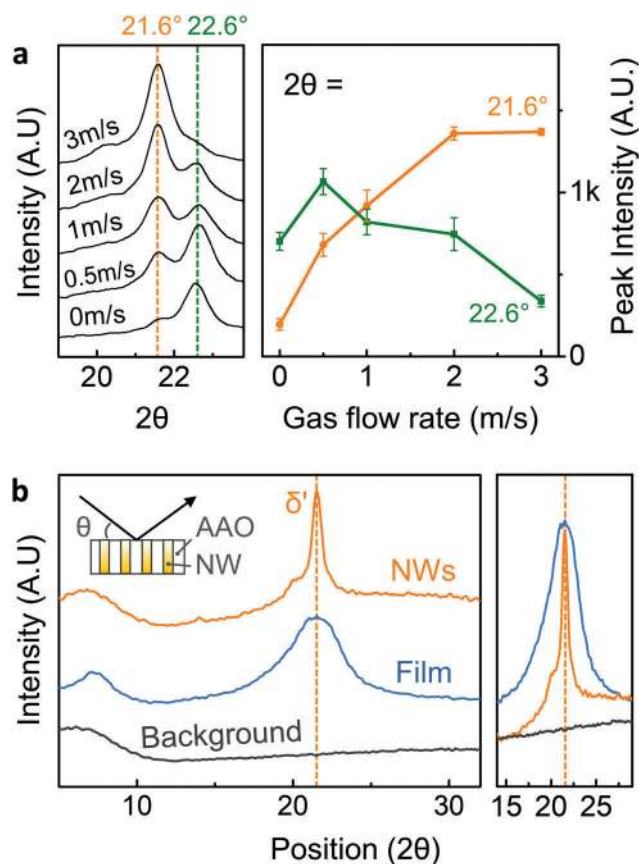 21.6° 22.6°
a
3m/s
2m/s
1m/s
0.5m/s
0m/s
Intensity (A.U)
20 22
2θ
2θ =
21.6°
22.6°
1k
0
Peak Intensity (A.U.)
0 1 2 3
Gas flow rate (m/s)
b
θ
AAO
NW
δ'
NWs
Film
Background
Intensity (A.U)
10 20 30
15 20 25
Position (2θ)